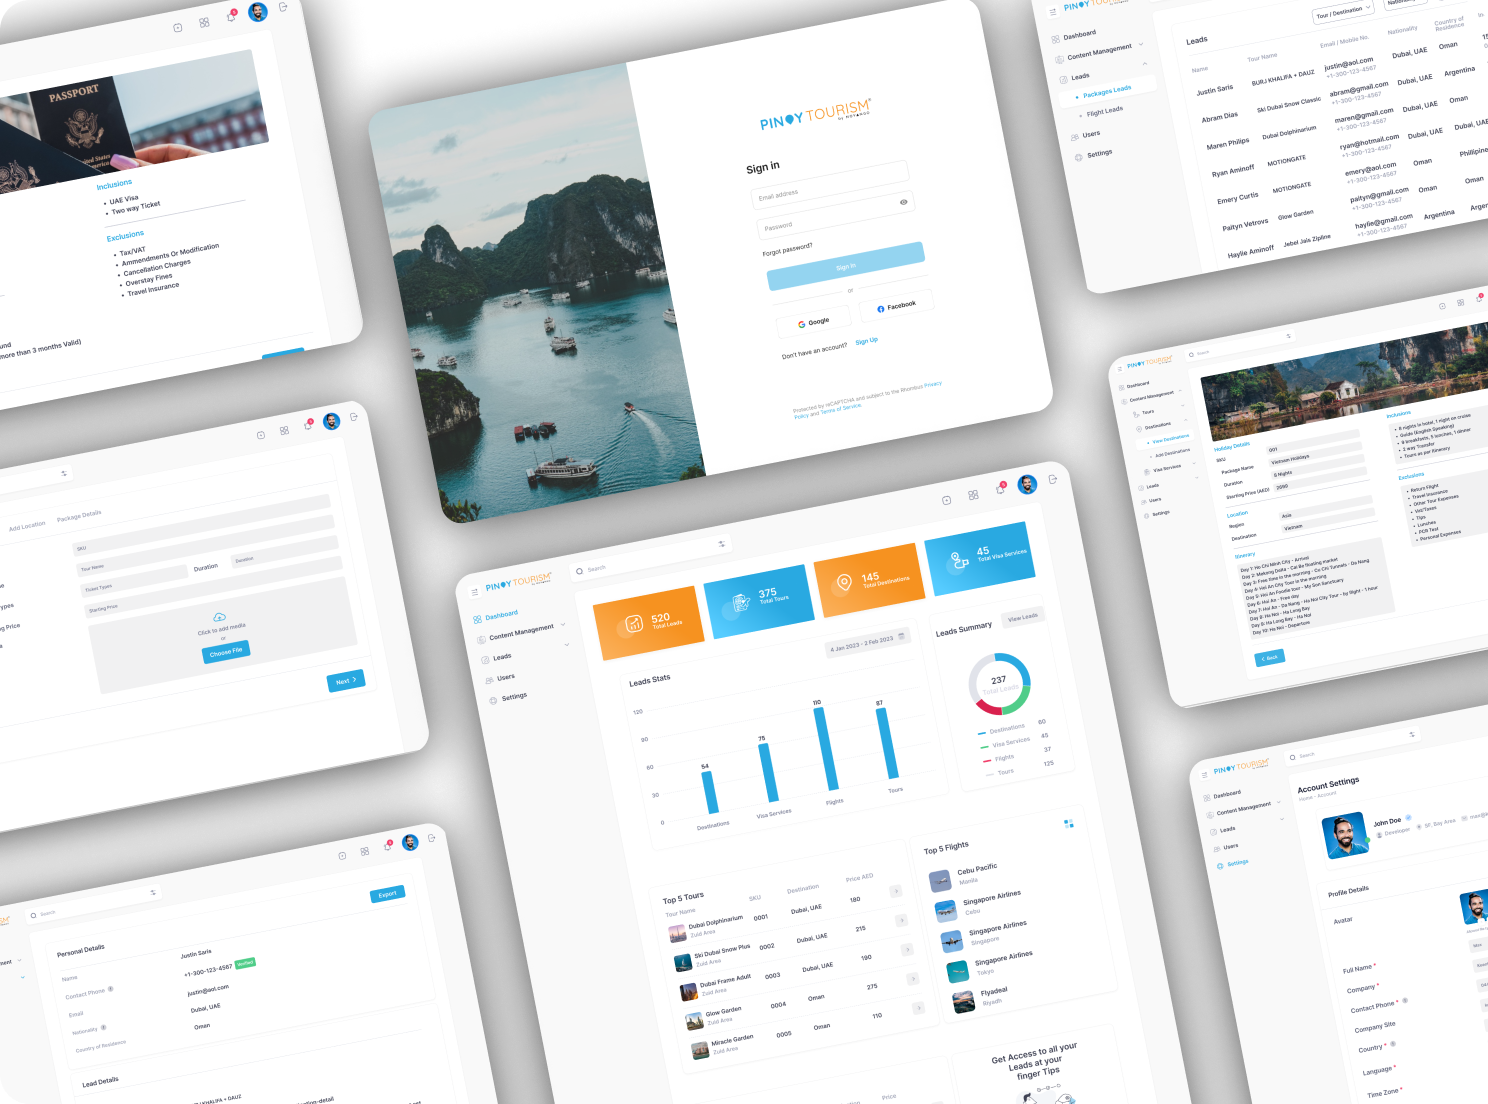 PASSPORT
United States
of America
Inclusions
UAE Visa
Two way Ticket
Exclusions
Tax/VAT
Ammendments Or Modification
Cancellation Charges
Overstay Fines
Travel Insurance
more than 3 months Valid)
PINOY TOURISM
Sign in
Email address
Password
Forgot password?
Sign in
or
Google
Facebook
Don't have an account? Sign Up
Protected by reCAPTCHA and subject to the Rhombus Privacy
Policy and Terms of Service.
PINOY TOURISM
Dashboard
Content Management
Leads
Packages Leads
Flight Leads
Users
Settings
Leads
Tour / Destination
Name
Tour Name
Email / Mobile No.
Nationality
Country of
Residence
Justin Saris
BURJ KHALIFA + DAUZ
justin@aol.com
+1-300-123-4567
Dubai, UAE
Oman
Abram Dias
Ski Dubai Snow Classic
abram@gmail.com
+1-300-123-4567
Dubai, UAE
Argentina
Maren Philips
Dubai Dolphinarium
maren@gmail.com
+1-300-123-4567
Dubai, UAE
Oman
Ryan Aminoff
MOTIONGATE
ryan@hotmail.com
+1-300-123-4567
Dubai, UAE
Dubai, UAE
Emery Curtis
MOTIONGATE
emery@aol.com
+1-300-123-4567
Oman
Paityn Vetrovs
Glow Garden
paityn@gmail.com
+1-300-123-4567
Oman
Oman
Haylie Aminoff
Jebel Jais Zipline
haylie@gmail.com
+1-300-123-4567
Argentina
Add Location
Package Details
SKU
Tour Name
Ticket Types
Duration
Duration
Starting Price
Click to add media
or
Choose File
Next
PINOY TOURISM
Search
Dashboard
Content Management
Leads
Users
Settings
520
Total Leads
375
Total Tours
145
Total Destinations
45
Total Visa Services
4 Jan 2023 - 2 Feb 2023
Leads Stats
120
90
60
30
0
54
75
110
87
Destinations
Visa Services
Flights
Tours
Leads Summary
View Leads
237
Total Leads
Destinations 60
Visa Services 45
Flights 37
Tours 125
Top 5 Tours
Tour Name
SKU
Destination
Price AED
Dubai Dolphinarium
Zuid Area
0001
Dubai, UAE
180
Ski Dubai Snow Plus
Zuid Area
0002
Dubai, UAE
215
Dubai Frame Adult
Zuid Area
0003
Dubai, UAE
190
Glow Garden
Zuid Area
0004
Oman
275
Miracle Garden
Zuid Area
0005
Oman
110
Price
Top 5 Flights
Cebu Pacific
Manila
Singapore Airlines
Cebu
Singapore Airlines
Singapore
Singapore Airlines
Tokyo
Flyadeal
Riyadh
Get Access to all your
Leads at your
finger Tips
PINOY TOURISM
Search
Dashboard
Content Management
Tours
Destinations
View Destinations
Add Destinations
Visa Services
Leads
Users
Settings
Holiday Details
SKU
001
Package Name
Vietnam Holidays
Duration
5 Nights
Starting Price (AED)
2050
Location
Region
Asia
Destination
Vietnam
Itinerary
Day 1: Ho Chi Minh City - Arrival
Day 2: Mekong Delta - Cai Be floating market
Day 3: Free time in the morning - Cu Chi Tunnels - Da Nang
Day 4: Hoi An City Tour in the morning
Day 5: Hoi An Foodie tour - My Son Sanctuary
Day 6: Hoi An - Free day
Day 7: Hoi An - Da Nang - Ha Noi City Tour - by flight - 1 hour
Day 8: Ha Noi - Ha Long Bay
Day 9: Ha Long Bay - Ha Noi
Day 10: Ha Noi - Departure
Back
Inclusions
8 nights in hotel, 1 night on cruise
Guide (English Speaking)
9 breakfasts, 5 lunches, 1 dinner
2 way Transfer
Tours as per Itinerary
Exclusions
Return Flight
Travel Insurance
Other Tour Expenses
Vat/Taxes
Tips
Lunches
PCR Test
Personal Expenses
Search
Export
Personal Details
Name
Justin Saris
Contact Phone
+1-300-123-4567 Verified
Email
justin@aol.com
Nationality
Dubai, UAE
Country of Residence
Oman
Lead Details
PINOY TOURISM
Search
Dashboard
Content Management
Leads
Users
Settings
Account Settings
Home - Account
John Doe
Developer
SF, Bay Area
Profile Details
Avatar
Max
Full Name *
Company *
Contact Phone *
Company Site
Country *
Language *
Time Zone *